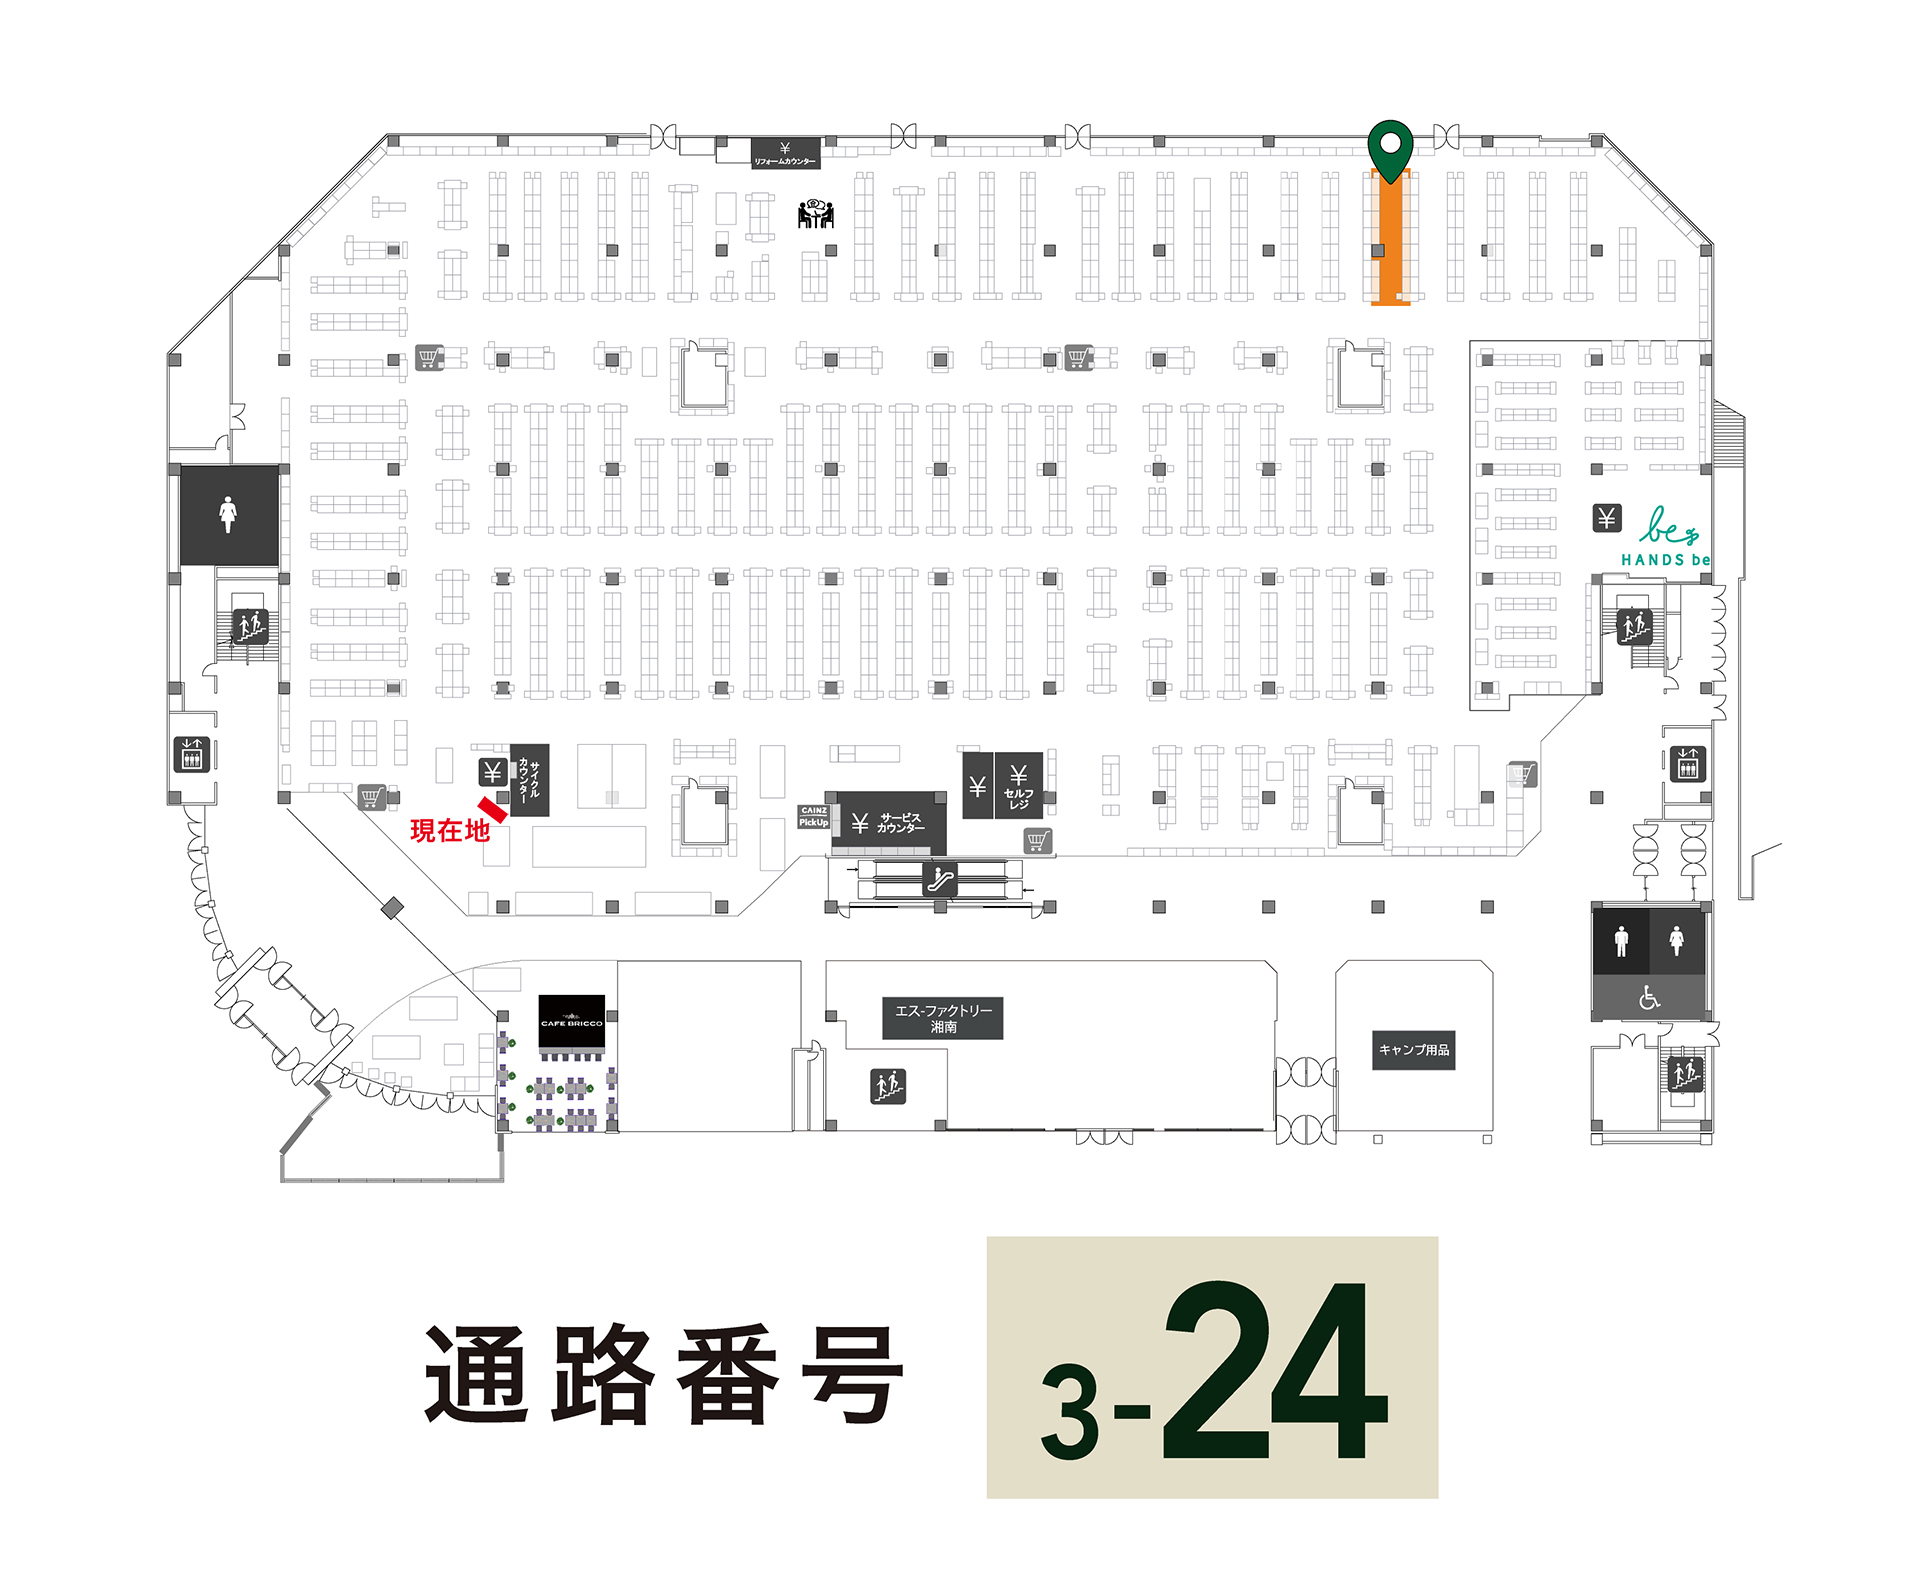 ¥
リフォームカウンター
¥
be
HANDS be
¥
サイクル
カウンター
現在地
CAINZ
PickUp
¥
サービス
カウンター
¥
¥
セルフ
レジ
CAFE BRICCO
エス-ファクトリー
湘南
キャンプ用品
通路番号
3-24